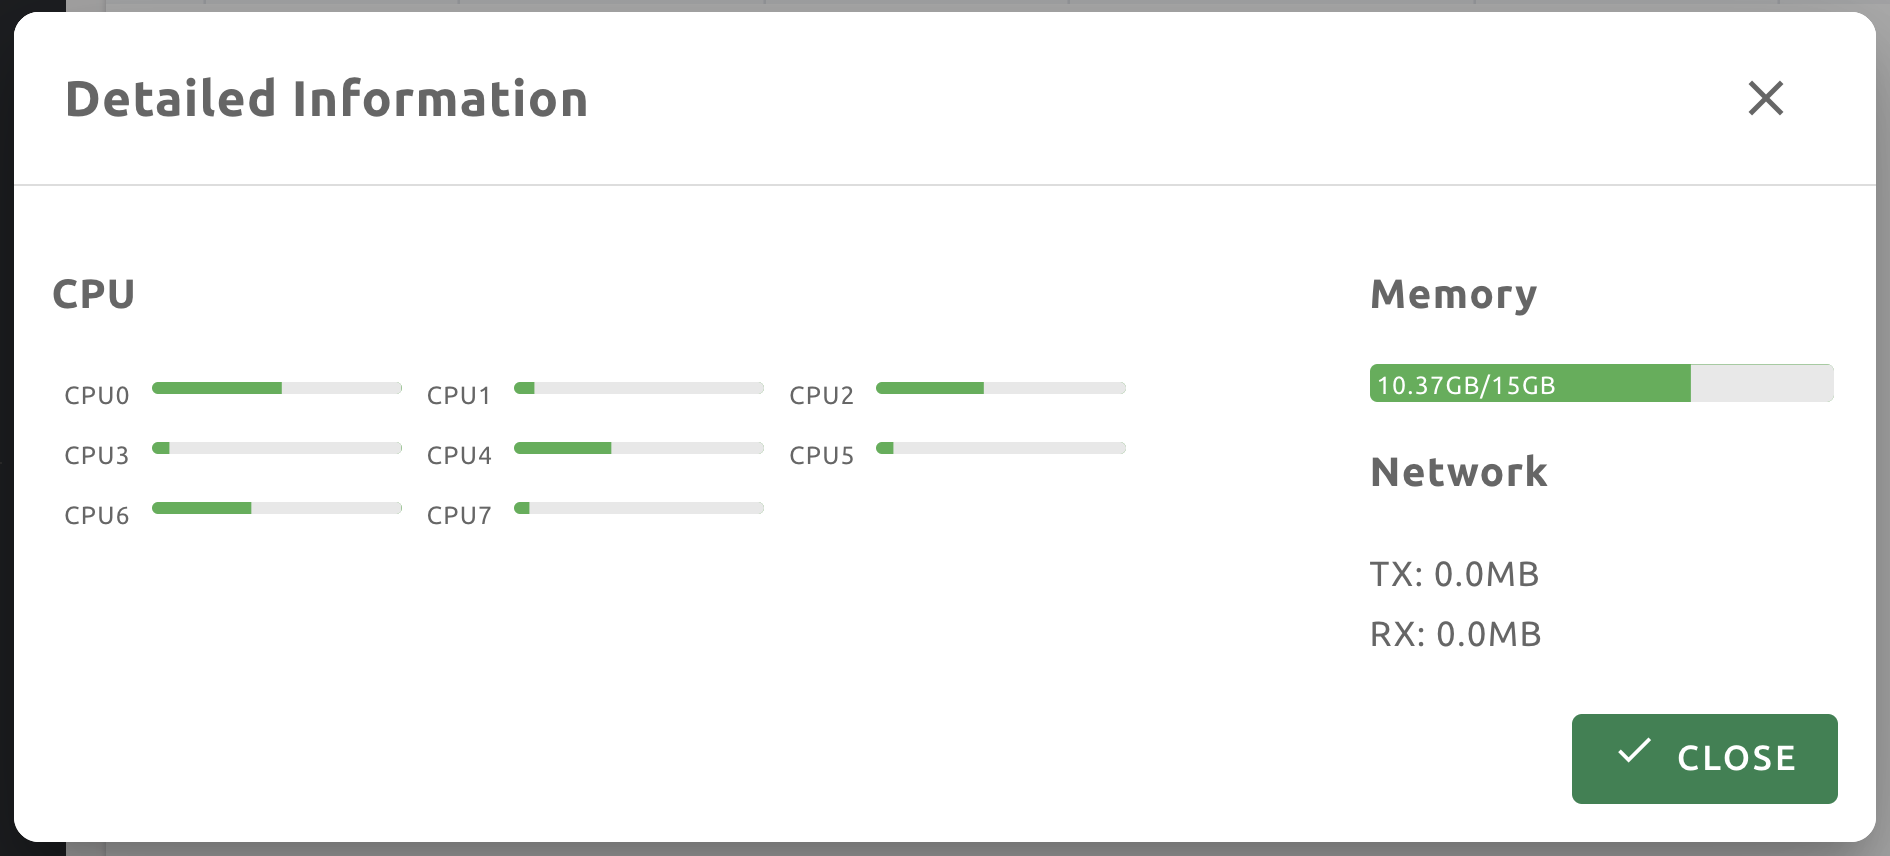 Detailed Information
CPU
CPU0 CPU1 CPU2
CPU3 CPU4 CPU5
CPU6 CPU7
Memory
10.37GB/15GB
Network
TX: 0.0MB
RX: 0.0MB
CLOSE